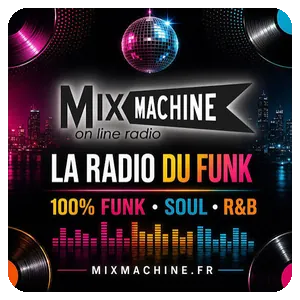 MIX MACHINE
on line radio
LA RADIO DU FUNK
100% FUNK • SOUL • R&B
MIXMACHINE.FR